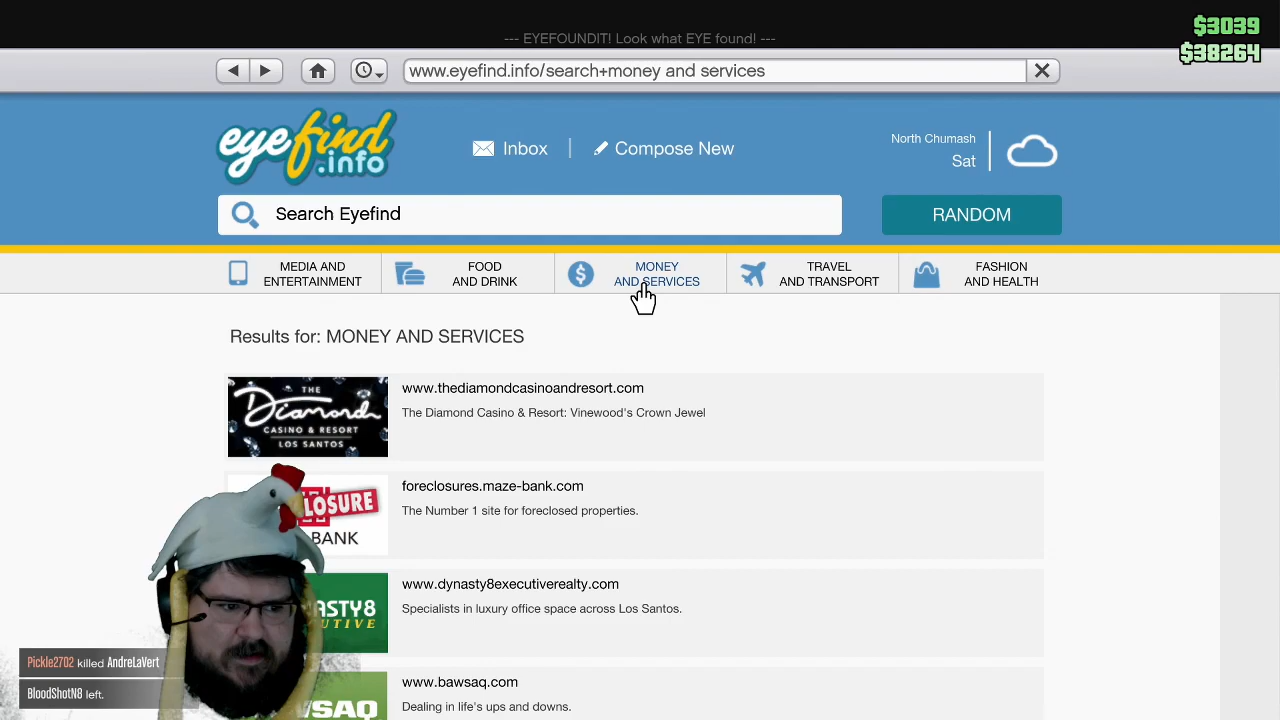 --- EYEFOUNDIT! Look what EYE found! ---
$3039
$38264
www.eyefind.info/search+money and services
eyefind.info
Inbox
Compose New
North Chumash
Sat
Search Eyefind
RANDOM
MEDIA AND
ENTERTAINMENT
FOOD
AND DRINK
MONEY
AND SERVICES
TRAVEL
AND TRANSPORT
FASHION
AND HEALTH
Results for: MONEY AND SERVICES
THE
Diamond
CASINO & RESORT
LOS SANTOS
www.thediamondcasinoandresort.com
The Diamond Casino & Resort: Vinewood's Crown Jewel
LOSURE
BANK
foreclosures.maze-bank.com
The Number 1 site for foreclosed properties.
NASTY8
UTIVE
www.dynasty8executiverealty.com
Specialists in luxury office space across Los Santos.
WSAQ
www.bawsaq.com
Dealing in life's ups and downs.
Pickle2702 killed AndreLaVert
BloodShotN8 left.